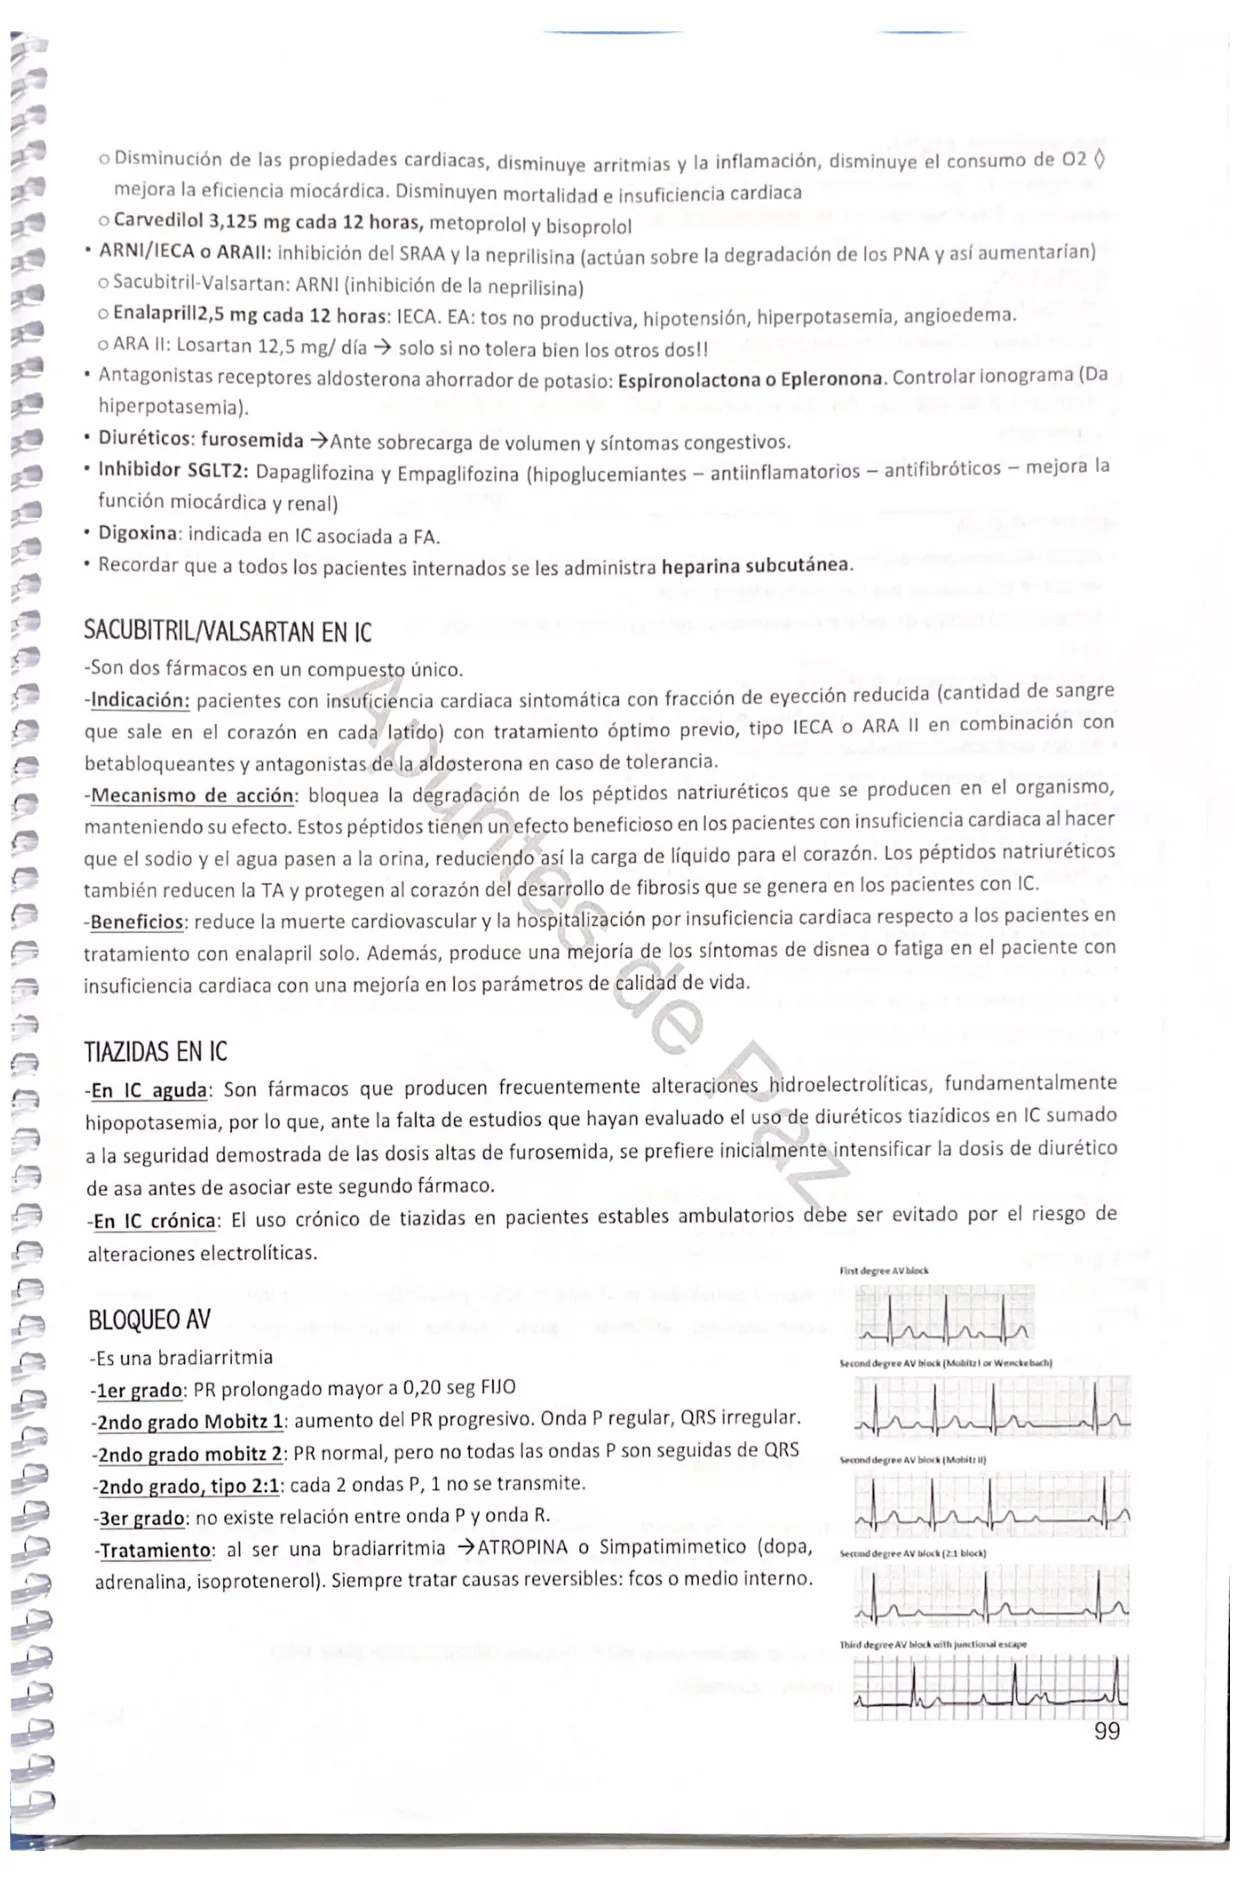 o Disminución de las propiedades cardiacas, disminuye arritmias y la inflamación, disminuye el consumo de O2 ◊
mejora la eficiencia miocárdica. Disminuyen mortalidad e insuficiencia cardiaca
o Carvedilol 3,125 mg cada 12 horas, metoprolol y bisoprolol
• ARNI/IECA o ARAII: inhibición del SRAA y la neprilisina (actúan sobre la degradación de los PNA y así aumentarían)
o Sacubitril-Valsartan: ARNI (inhibición de la neprilisina)
o Enalaprill2,5 mg cada 12 horas: IECA. EA: tos no productiva, hipotensión, hiperpotasemia, angioedema.
o ARA II: Losartan 12,5 mg/ día → solo si no tolera bien los otros dos!!
• Antagonistas receptores aldosterona ahorrador de potasio: Espironolactona o Epleronona. Controlar ionograma (Da
hiperpotasemia).
• Diuréticos: furosemida →Ante sobrecarga de volumen y síntomas congestivos.
• Inhibidor SGLT2: Dapaglifozina y Empaglifozina (hipoglucemiantes – antiinflamatorios – antifibróticos – mejora la
función miocárdica y renal)
• Digoxina: indicada en IC asociada a FA.
• Recordar que a todos los pacientes internados se les administra heparina subcutánea.
SACUBITRIL/VALSARTAN EN IC
-Son dos fármacos en un compuesto único.
-Indicación: pacientes con insuficiencia cardiaca sintomática con fracción de eyección reducida (cantidad de sangre
que sale en el corazón en cada latido) con tratamiento óptimo previo, tipo IECA o ARA II en combinación con
betabloqueantes y antagonistas de la aldosterona en caso de tolerancia.
-Mecanismo de acción: bloquea la degradación de los péptidos natriuréticos que se producen en el organismo,
manteniendo su efecto. Estos péptidos tienen un efecto beneficioso en los pacientes con insuficiencia cardiaca al hacer
que el sodio y el agua pasen a la orina, reduciendo así la carga de líquido para el corazón. Los péptidos natriuréticos
también reducen la TA y protegen al corazón del desarrollo de fibrosis que se genera en los pacientes con IC.
-Beneficios: reduce la muerte cardiovascular y la hospitalización por insuficiencia cardiaca respecto a los pacientes en
tratamiento con enalapril solo. Además, produce una mejoría de los síntomas de disnea o fatiga en el paciente con
insuficiencia cardiaca con una mejoría en los parámetros de calidad de vida.
Apuntes de Paz
TIAZIDAS EN IC
-En IC aguda: Son fármacos que producen frecuentemente alteraciones hidroelectrolíticas, fundamentalmente
hipopotasemia, por lo que, ante la falta de estudios que hayan evaluado el uso de diuréticos tiazídicos en IC sumado
a la seguridad demostrada de las dosis altas de furosemida, se prefiere inicialmente intensificar la dosis de diurético
de asa antes de asociar este segundo fármaco.
-En IC crónica: El uso crónico de tiazidas en pacientes estables ambulatorios debe ser evitado por el riesgo de
alteraciones electrolíticas.
BLOQUEO AV
-Es una bradiarritmia
-1er grado: PR prolongado mayor a 0,20 seg FIJO
-2ndo grado Mobitz 1: aumento del PR progresivo. Onda P regular, QRS irregular.
-2ndo grado mobitz 2: PR normal, pero no todas las ondas P son seguidas de QRS
-2ndo grado, tipo 2:1: cada 2 ondas P, 1 no se transmite.
-3er grado: no existe relación entre onda P y onda R.
-Tratamiento: al ser una bradiarritmia →ATROPINA o Simpatimimetico (dopa,
adrenalina, isoprotenerol). Siempre tratar causas reversibles: fcos o medio interno.
First degree AV block
Second degree AV block (Mobitz I or Wenckebach)
Second degree AV block (Mobitz II)
Second degree AV block (2:1 block)
Third degree AV block with junctional escape
99